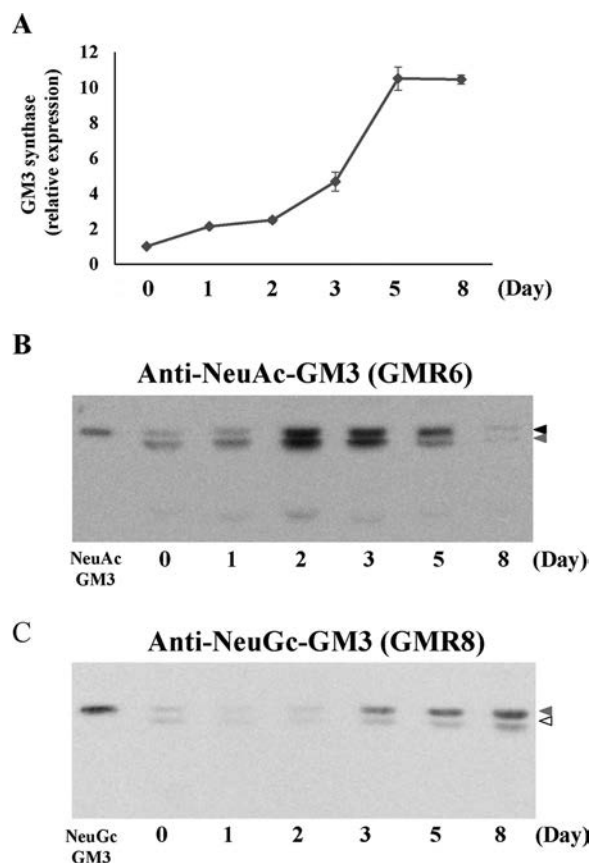 A
GM3 synthase
(relative expression)
12
10
8
6
4
2
0
0 1 2 3 5 8 (Day)
B
Anti-NeuAc-GM3 (GMR6)
NeuAc
GM3
0 1 2 3 5 8 (Day)
C
Anti-NeuGc-GM3 (GMR8)
NeuGc
GM3
0 1 2 3 5 8 (Day)